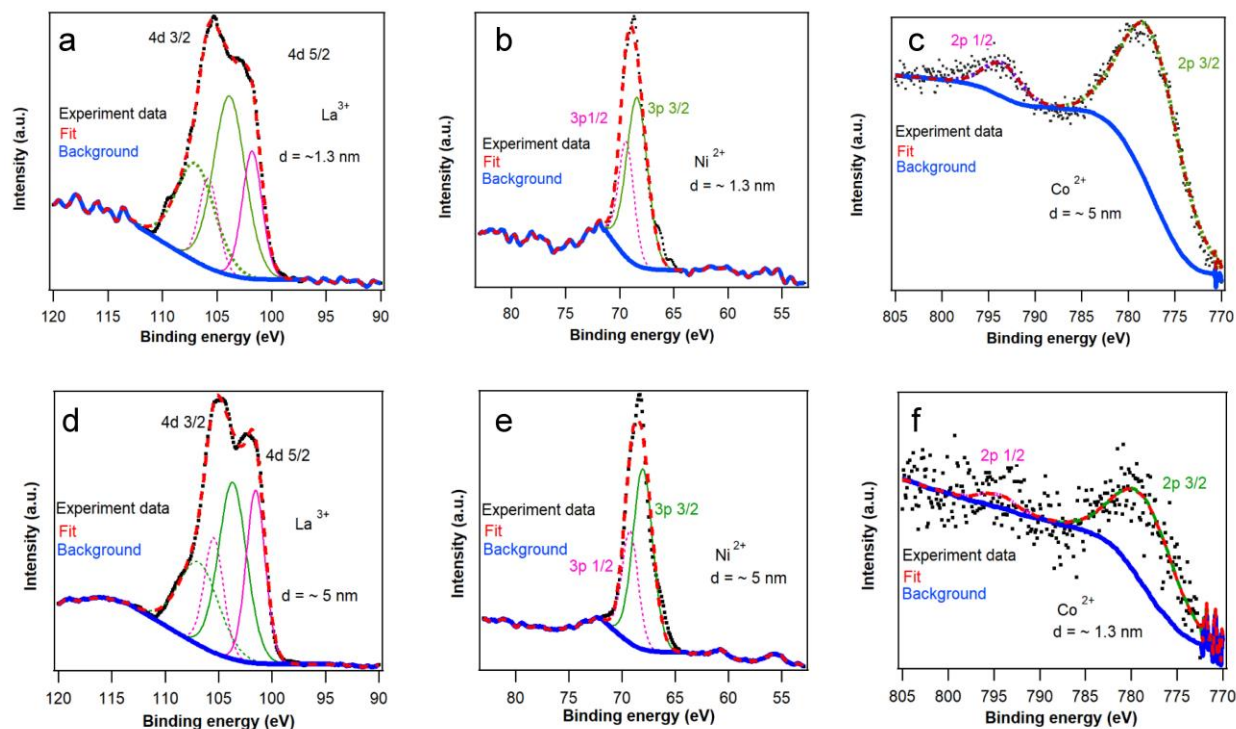 a
4d 3/2
4d 5/2
Experiment data
Fit
Background
La 3+
d = ~1.3 nm
Intensity (a.u.)
120 115 110 105 100 95 90
Binding energy (eV)
b
3p1/2
3p 3/2
Experiment data
Fit
Background
Ni 2+
d = ~ 1.3 nm
Intensity (a.u.)
80 75 70 65 60 55
Binding energy (eV)
c
2p 1/2
2p 3/2
Experiment data
Fit
Background
Co 2+
d = ~ 5 nm
Intensity (a.u.)
805 800 795 790 785 780 775 770
Binding energy (eV)
d
4d 3/2
4d 5/2
Experiment data
Fit
Background
La 3+
d = ~ 5 nm
Intensity (a.u.)
120 115 110 105 100 95 90
Binding energy (eV)
e
3p 3/2
Experiment data
Fit
Background
3p 1/2
Ni 2+
d = ~ 5 nm
Intensity (a.u.)
80 75 70 65 60 55
Binding energy (eV)
f
2p 1/2
2p 3/2
Experiment data
Fit
Background
Co 2+
d = ~ 1.3 nm
Intensity (a.u.)
805 800 795 790 785 780 775 770
Binding energy (eV)